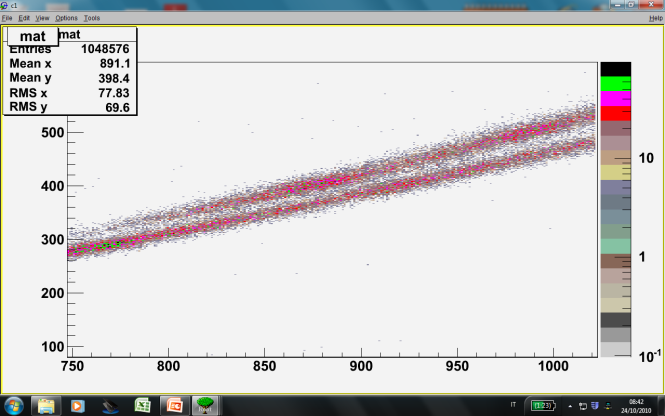 c1
File Edit View Options Tools Help
mat
mat
Entries 1048576
Mean x 891.1
Mean y 398.4
RMS x 77.83
RMS y 69.6
500
400
300
200
100
750 800 850 900 950 1000
10
1
10-1
IT
(1:23)
08:42
24/10/2010